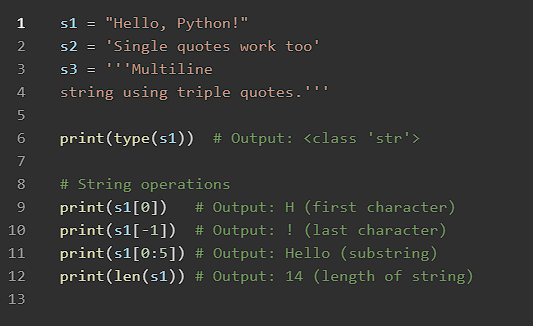 1 s1 = "Hello, Python!"
2 s2 = 'Single quotes work too'
3 s3 = '''Multiline
4 string using triple quotes.'''
5
6 print(type(s1))  # Output: <class 'str'>
7
8 # String operations
9 print(s1[0])   # Output: H (first character)
10 print(s1[-1])  # Output: ! (last character)
11 print(s1[0:5]) # Output: Hello (substring)
12 print(len(s1)) # Output: 14 (length of string)
13